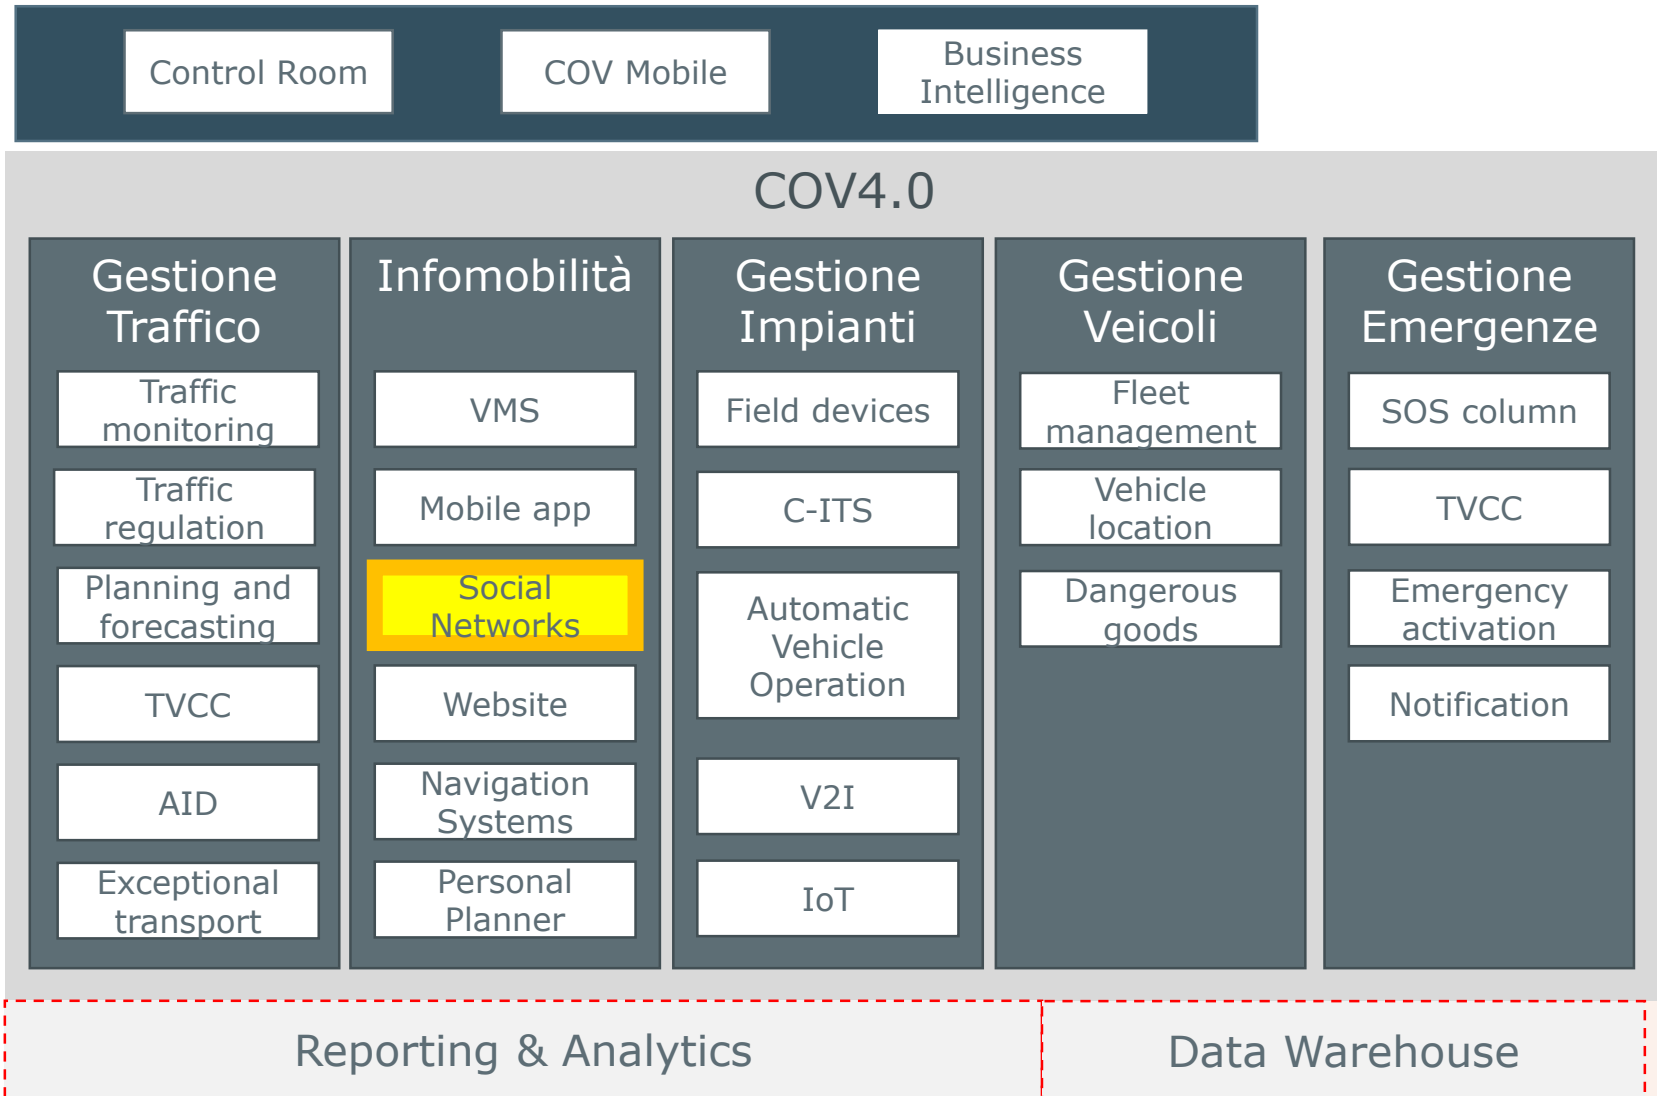 Control Room
COV Mobile
Business
Intelligence
COV4.0
Gestione
Traffico
Traffic
monitoring
Traffic
regulation
Planning and
forecasting
TVCC
AID
Exceptional
transport
Infomobilità
VMS
Mobile app
Social
Networks
Website
Navigation
Systems
Personal
Planner
Gestione
Impianti
Field devices
C-ITS
Automatic
Vehicle
Operation
V2I
IoT
Gestione
Veicoli
Fleet
management
Vehicle
location
Dangerous
goods
Gestione
Emergenze
SOS column
TVCC
Emergency
activation
Notification
Reporting & Analytics
Data Warehouse